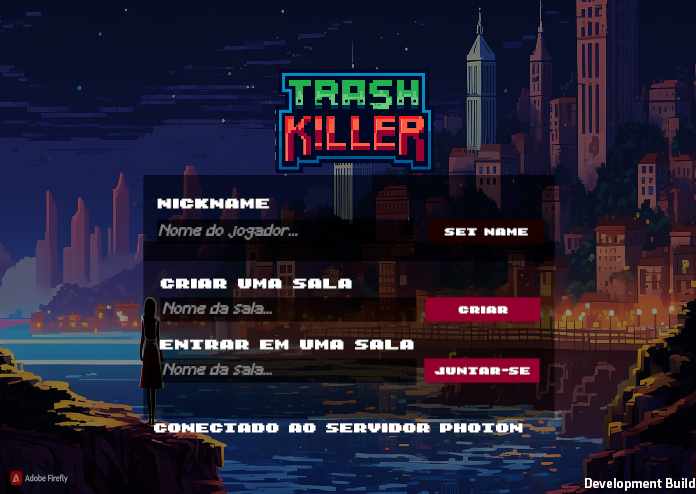 TRASH
KILLER
NICKNAME
Nome do jogador...
SET NAME
CRIAR UMA SALA
Nome da sala...
CRIAR
ENTRAR EM UMA SALA
Nome da sala...
JUNTAR-SE
CONECTADO AO SERVIDOR PHOTON
Adobe Firefly
Development Build